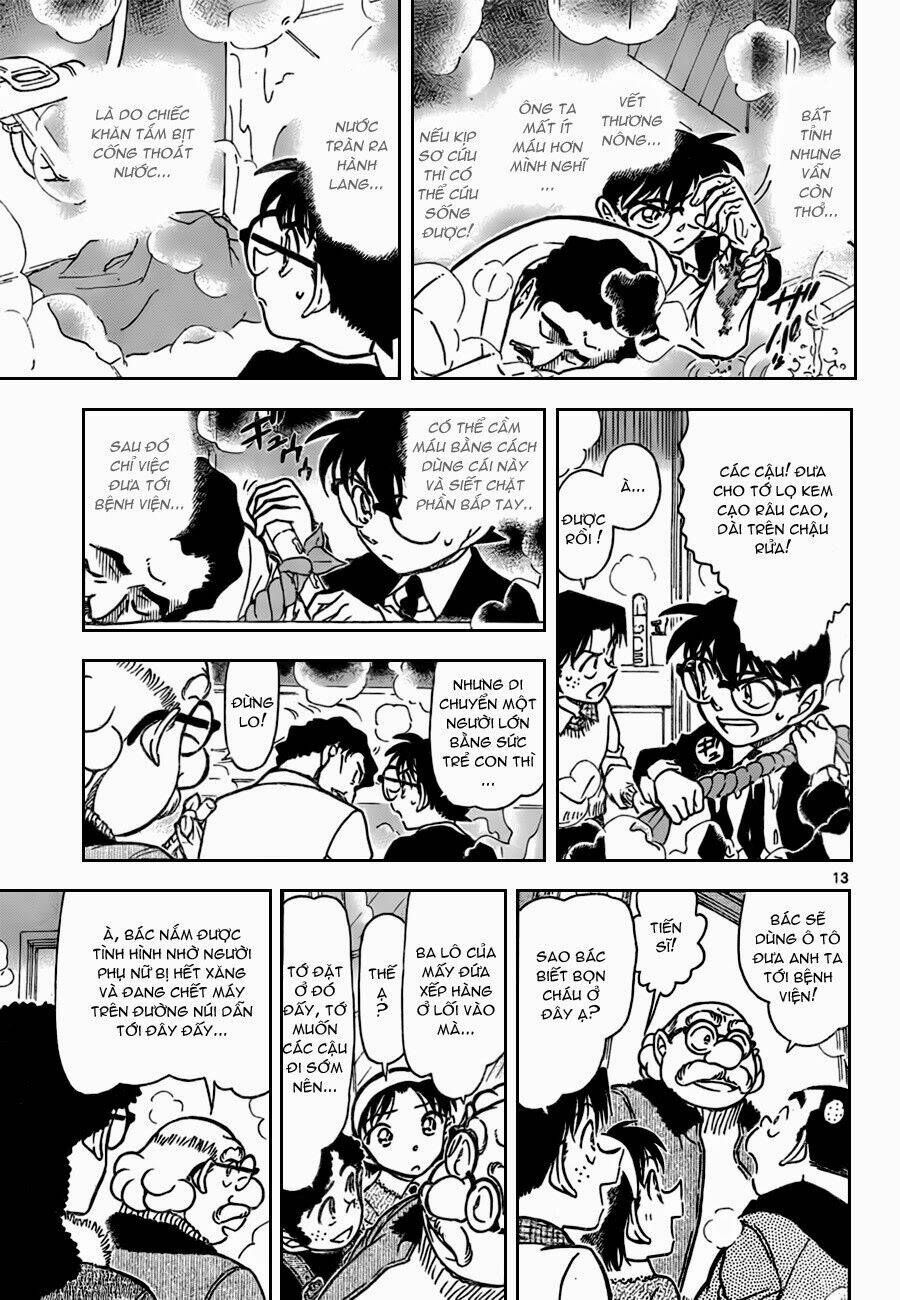 BẤT
TỈNH
NHƯNG
VẪN
CÒN
THỞ...
VẾT
THƯƠNG
NÔNG...
ÔNG TA
MẤT ÍT
MÁU HƠN
MÌNH NGHĨ
...
NẾU KỊP
SƠ CỨU
THÌ CÓ
THỂ CỨU
SỐNG
ĐƯỢC!
NƯỚC
TRÀN RA
HÀNH
LANG...
LÀ DO CHIẾC
KHĂN TẮM BỊT
CỐNG THOÁT
NƯỚC...
CÁC CẬU! ĐƯA
CHO TỚ LỌ KEM
CẠO RÂU CAO,
DÀI TRÊN CHẬU
RỬA!
À...
ĐƯỢC
RỒI!
CÓ THỂ CẦM
MÁU BẰNG CÁCH
DÙNG CÁI NÀY
VÀ SIẾT CHẶT
PHẦN BẮP TAY..
SAU ĐÓ
CHỈ VIỆC
ĐƯA TỚI
BỆNH VIỆN...
NHƯNG DI
CHUYỂN MỘT
NGƯỜI LỚN
BẰNG SỨC
TRẺ CON THÌ
...
ĐỪNG
LO!
13
BÁC SẼ
DÙNG Ô TÔ
ĐƯA ANH TA
TỚI BỆNH
VIỆN!
TIẾN
SĨ!
SAO BÁC
BIẾT BỌN
CHÁU Ở
ĐÂY Ạ?
BA LÔ CỦA
MẤY ĐỨA
XẾP HÀNG
Ở LỐI VÀO
MÀ...
THẾ
Ạ?
TỚ ĐẶT
Ở ĐÓ
ĐẤY, TỚ
MUỐN
CÁC CẬU
ĐI SỚM
NÊN...
À, BÁC NẮM ĐƯỢC
TÌNH HÌNH NHỜ NGƯỜI
PHỤ NỮ BỊ HẾT XĂNG
VÀ ĐANG CHẾT MÁY
TRÊN ĐƯỜNG NÚI DẪN
TỚI ĐÂY ĐẤY...